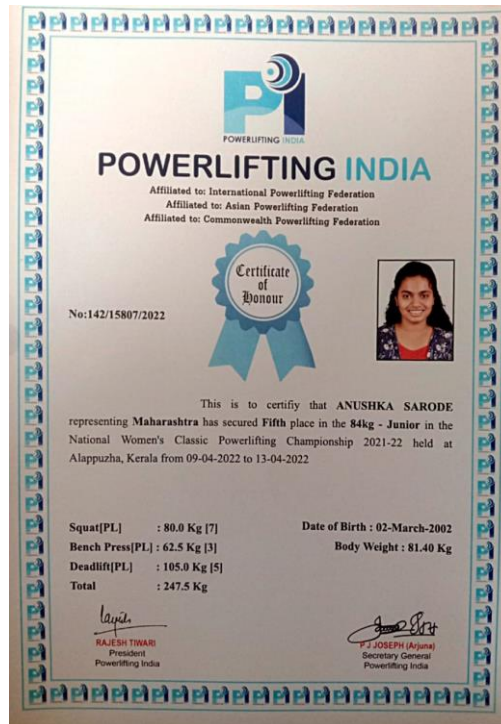 POWERLIFTING INDIA
POWERLIFTING INDIA
Affiliated to: International Powerlifting Federation
Affiliated to: Asian Powerlifting Federation
Affiliated to: Commonwealth Powerlifting Federation
Certificate
of
Honour
No:142/15807/2022
This is to certifiy that ANUSHKA SARODE
representing Maharashtra has secured Fifth place in the 84kg - Junior in the
National Women's Classic Powerlifting Championship 2021-22 held at
Alappuzha, Kerala from 09-04-2022 to 13-04-2022
Squat[PL] : 80.0 Kg [7]
Bench Press[PL] : 62.5 Kg [3]
Deadlift[PL] : 105.0 Kg [5]
Total : 247.5 Kg
Date of Birth : 02-March-2002
Body Weight : 81.40 Kg
RAJESH TIWARI
President
Powerlifting India
P J JOSEPH (Arjuna)
Secretary General
Powerlifting India